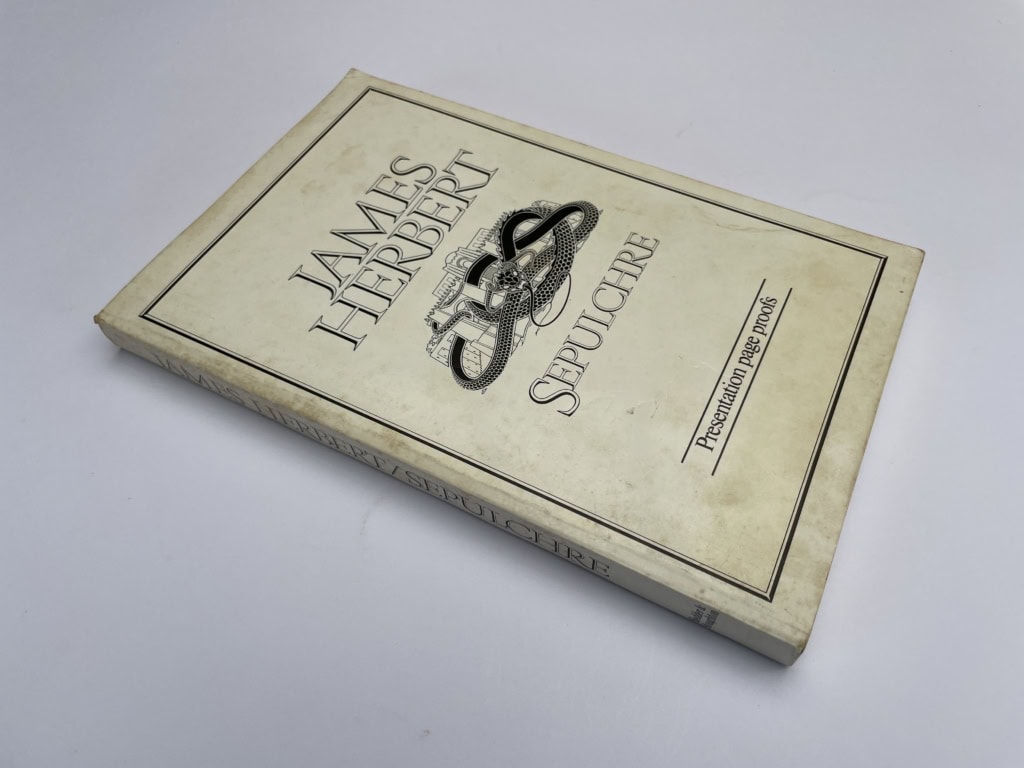 JAMES
HERBERT
SEPULCHRE
Presentation page proofs
JAMES HERBERT/SEPULCHRE